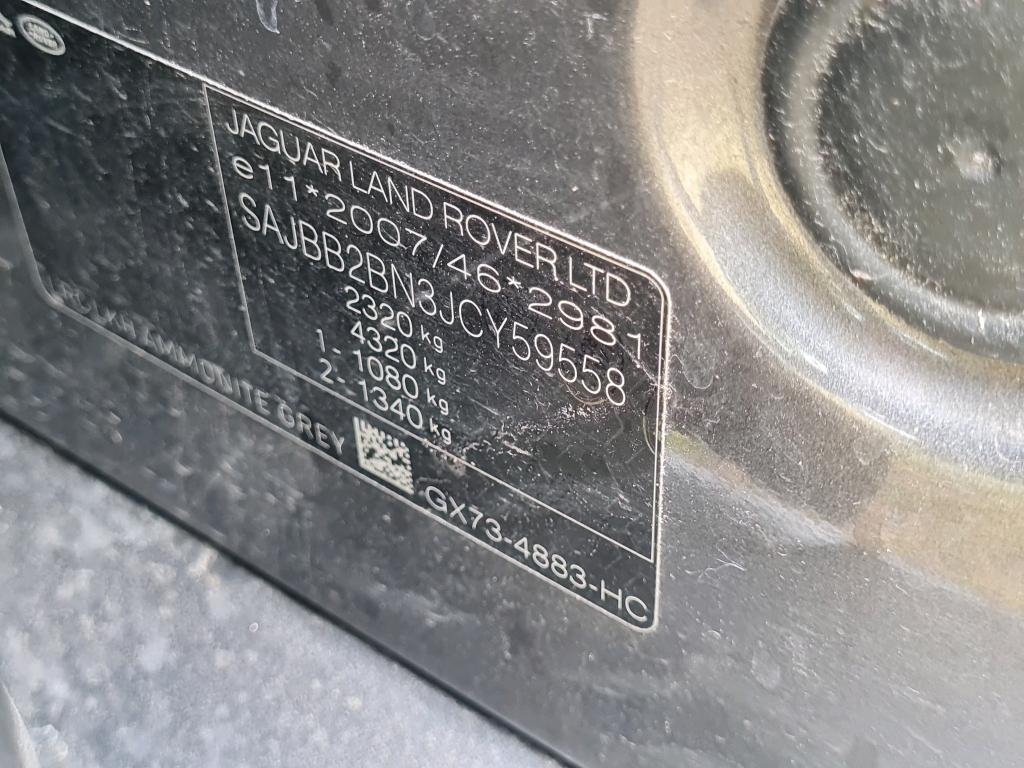 JAGUAR LAND ROVER LTD
e11*2007/46*2981
SAJBB2BN3JCY59558
2320 kg
4320 kg
1- 1080 kg
2- 1340 kg
AMMONITE GREY
GX73-4883-HC